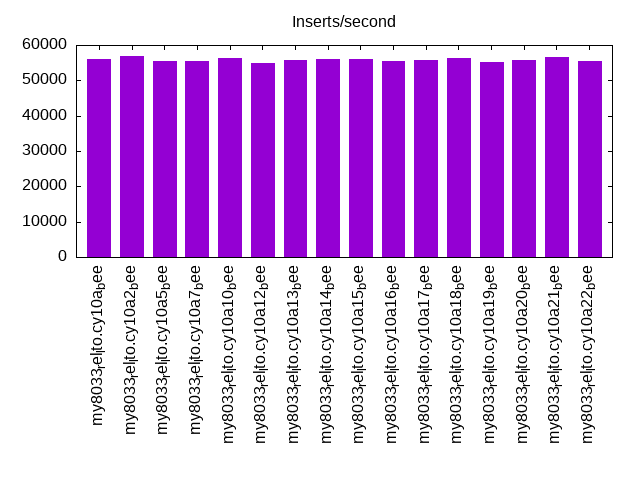 Inserts/second
60000
50000
40000
30000
20000
10000
0
my8033_rel_lto.cy10a_bee
my8033_rel_lto.cy10a2_bee
my8033_rel_lto.cy10a5_bee
my8033_rel_lto.cy10a7_bee
my8033_rel_lto.cy10a10_bee
my8033_rel_lto.cy10a12_bee
my8033_rel_lto.cy10a13_bee
my8033_rel_lto.cy10a14_bee
my8033_rel_lto.cy10a15_bee
my8033_rel_lto.cy10a16_bee
my8033_rel_lto.cy10a17_bee
my8033_rel_lto.cy10a18_bee
my8033_rel_lto.cy10a19_bee
my8033_rel_lto.cy10a20_bee
my8033_rel_lto.cy10a21_bee
my8033_rel_lto.cy10a22_bee